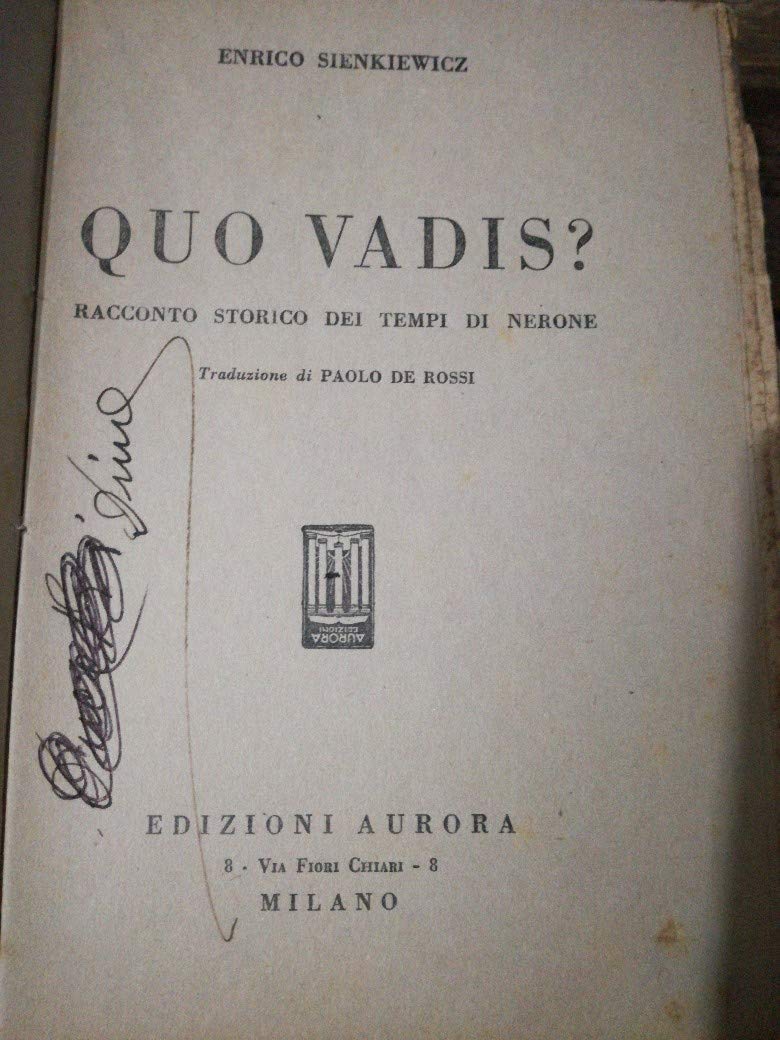 ENRICO SIENKIEWICZ
QUO VADIS?
RACCONTO STORICO DEI TEMPI DI NERONE
Traduzione di PAOLO DE ROSSI
AURORA
EDIZIONI
EDIZIONI AURORA
8 - VIA FIORI CHIARI - 8
MILANO